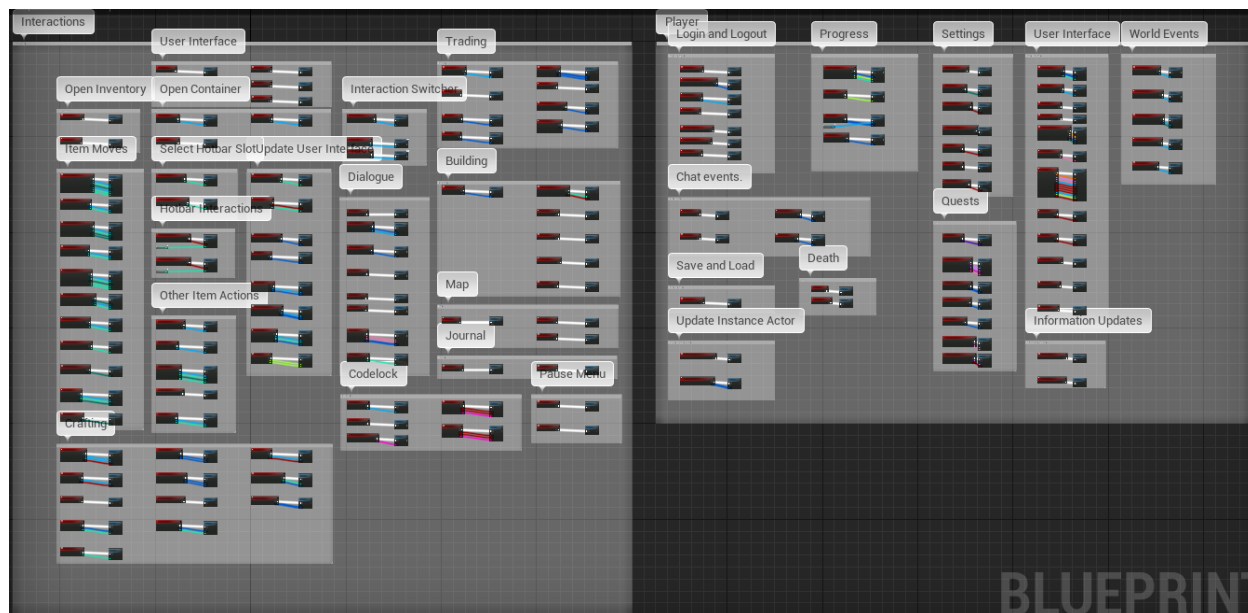 Interactions
Player
User Interface
Trading
Login and Logout
Progress
Settings
User Interface
World Events
Open Inventory
Open Container
Interaction Switcher
Item Moves
Select Hotbar Slot
Update User Interface
Building
Dialogue
Chat events.
Quests
Hotbar Interactions
Map
Save and Load
Death
Other Item Actions
Journal
Update Instance Actor
Information Updates
Codelock
Pause Menu
Crafting
BLUEPRINT